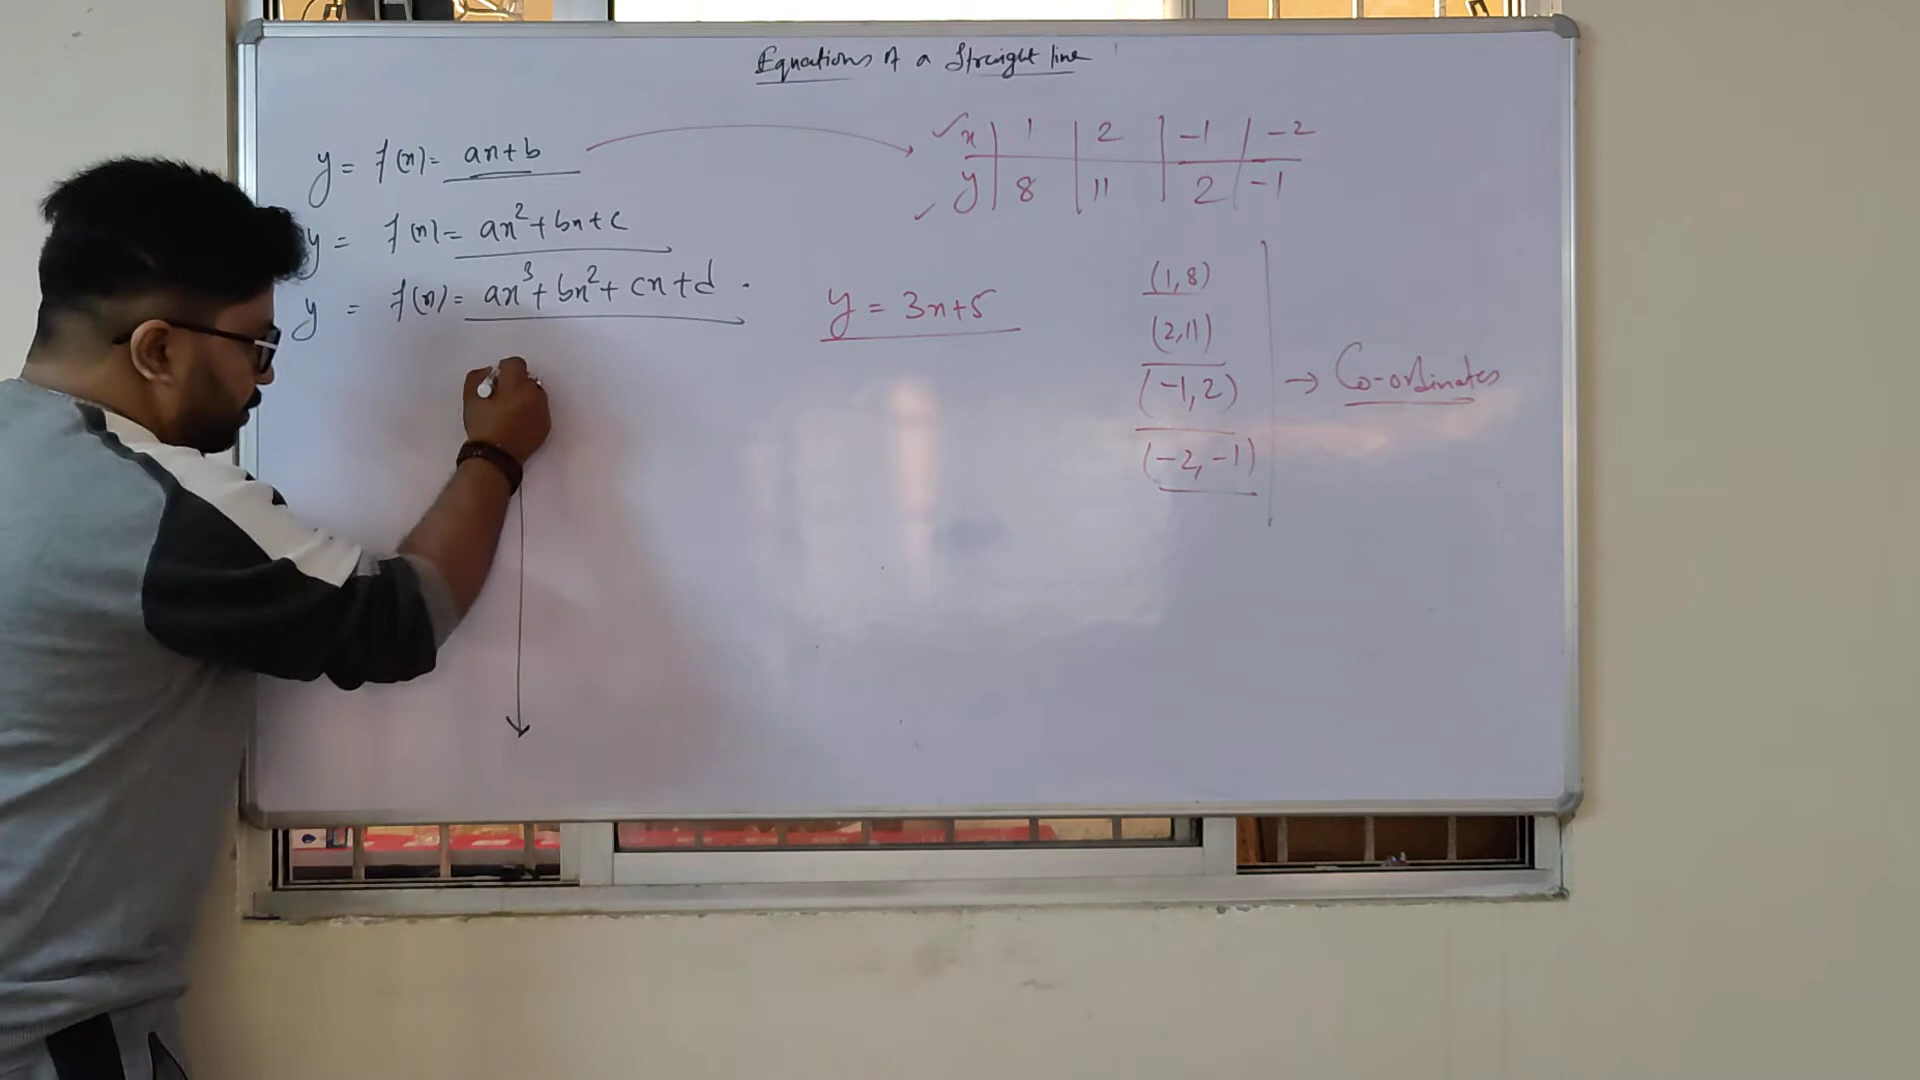 Equations of a Straight line
y = f(x) = ax+b
y = f(x) = ax²+bx+c
y = f(x) = ax³+bx²+cx+d.
✓x | 1 | 2 | -1 | -2
✓y | 8 | 11 | 2 | -1
y = 3x+5
(1,8)
(2,11)
(-1,2)
(-2,-1)
→ Co-ordinates